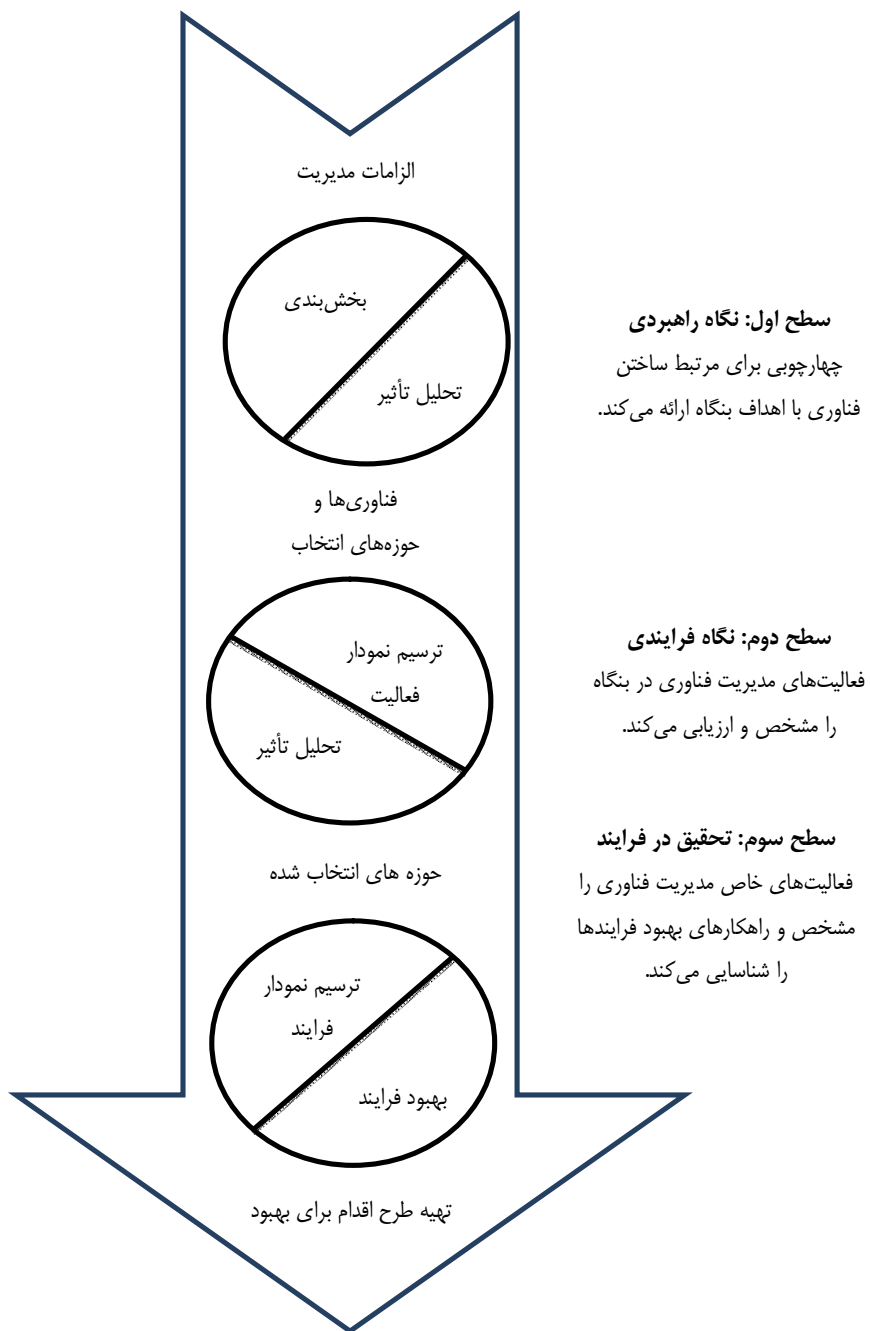 الزامات مدیریت
بخش‌بندی
تحلیل تأثیر
سطح اول: نگاه راهبردی
چهارچوبی برای مرتبط ساختن
فناوری با اهداف بنگاه ارائه می‌کند.
فناوری‌ها و
حوزه‌های انتخاب
ترسیم نمودار
فعالیت
تحلیل تأثیر
سطح دوم: نگاه فرایندی
فعالیت‌های مدیریت فناوری در بنگاه
را مشخص و ارزیابی می‌کند.
حوزه های انتخاب شده
سطح سوم: تحقیق در فرایند
فعالیت‌های خاص مدیریت فناوری را
مشخص و راهکارهای بهبود فرایندها
را شناسایی می‌کند.
ترسیم نمودار
فرایند
بهبود فرایند
تهیه طرح اقدام برای بهبود